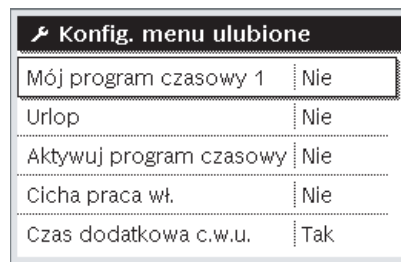 Konfig. menu ulubione
Mój program czasowy 1 Nie
Urlop Nie
Aktywuj program czasowy Nie
Cicha praca wł. Nie
Czas dodatkowa c.w.u. Tak